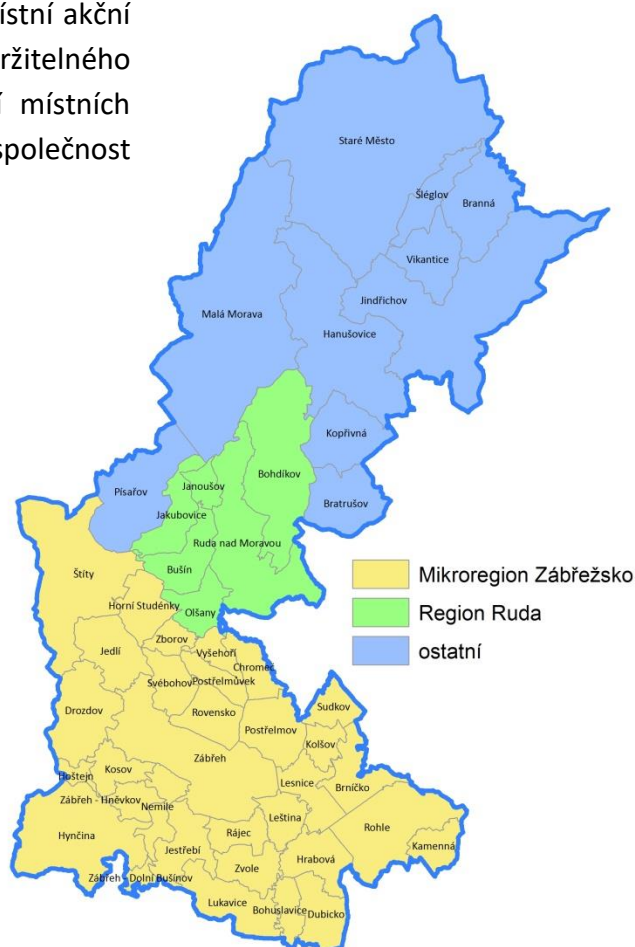 ístní akční
ržitelného
í místních
společnost
Staré Město
Šléglov
Branná
Vikantice
Jindřichov
Malá Morava
Hanušovice
Kopřivná
Bohdíkov
Písařov
Janoušov
Bratrušov
Jakubovice
Ruda nad Moravou
Bušín
Štíty
Mikroregion Zábřežsko
Horní Studénky
Olšany
Region Ruda
Zborov
ostatní
Jedlí
Vyšehoří
Chromeč
Svébohov
Postřelmůvek
Drozdov
Rovensko
Sudkov
Postřelmov
Kolšov
Zábřeh
Hoštejn
Kosov
Lesnice
Brníčko
Zábřeh - Hněvkov
Nemile
Leština
Hynčina
Rájec
Rohle
Jestřebí
Hrabová
Kamenná
Zvole
Zábřeh - Dolní Bušínov
Lukavice
Bohuslavice
Dubicko